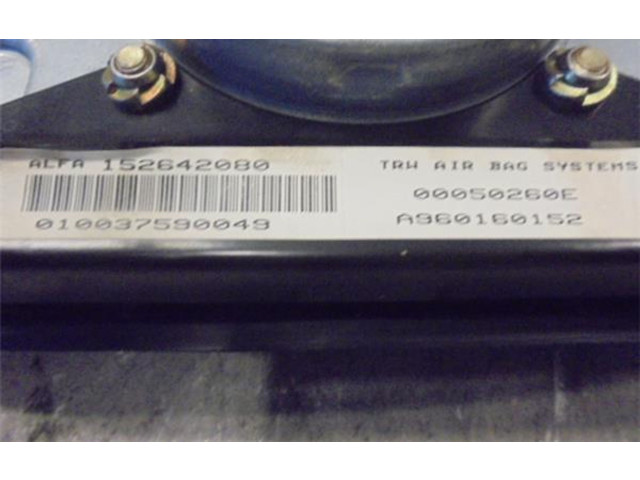 ALFA 152642080
010037590049
TRW AIR BAG SYSTEMS
00050260E
A960160152